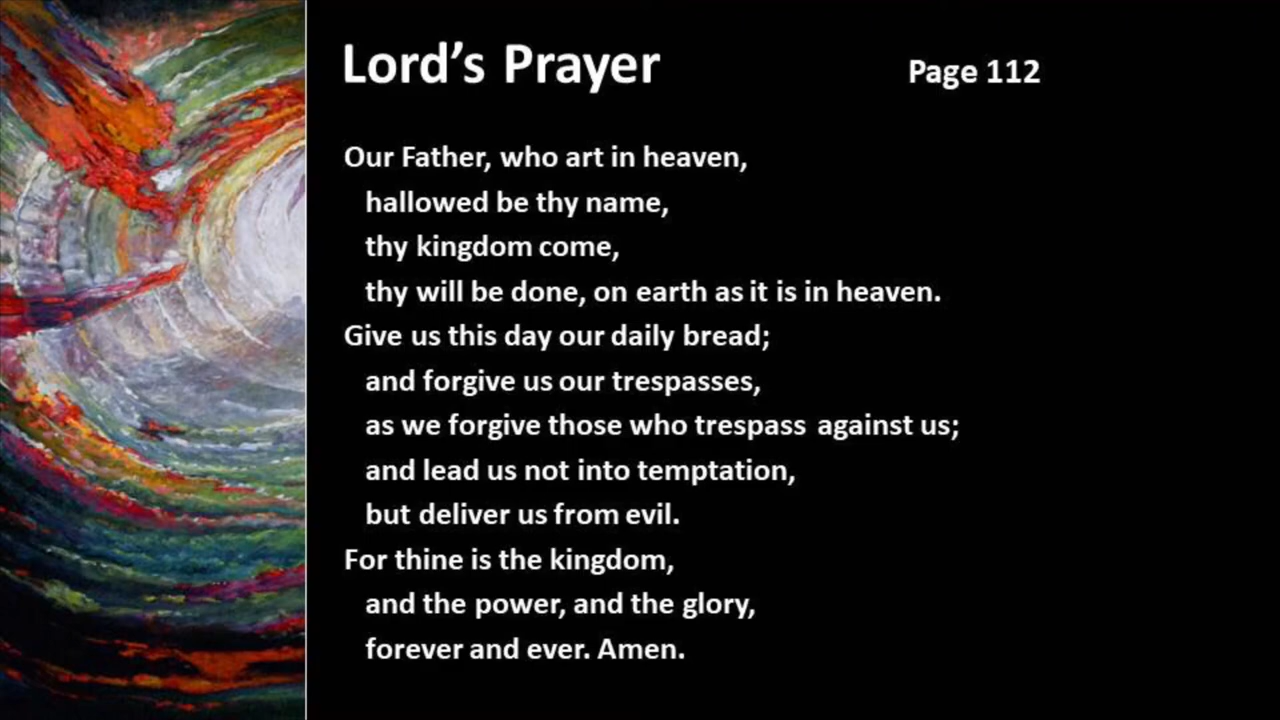 Lord's Prayer Page 112
Our Father, who art in heaven,
hallowed be thy name,
thy kingdom come,
thy will be done, on earth as it is in heaven.
Give us this day our daily bread;
and forgive us our trespasses,
as we forgive those who trespass against us;
and lead us not into temptation,
but deliver us from evil.
For thine is the kingdom,
and the power, and the glory,
forever and ever. Amen.